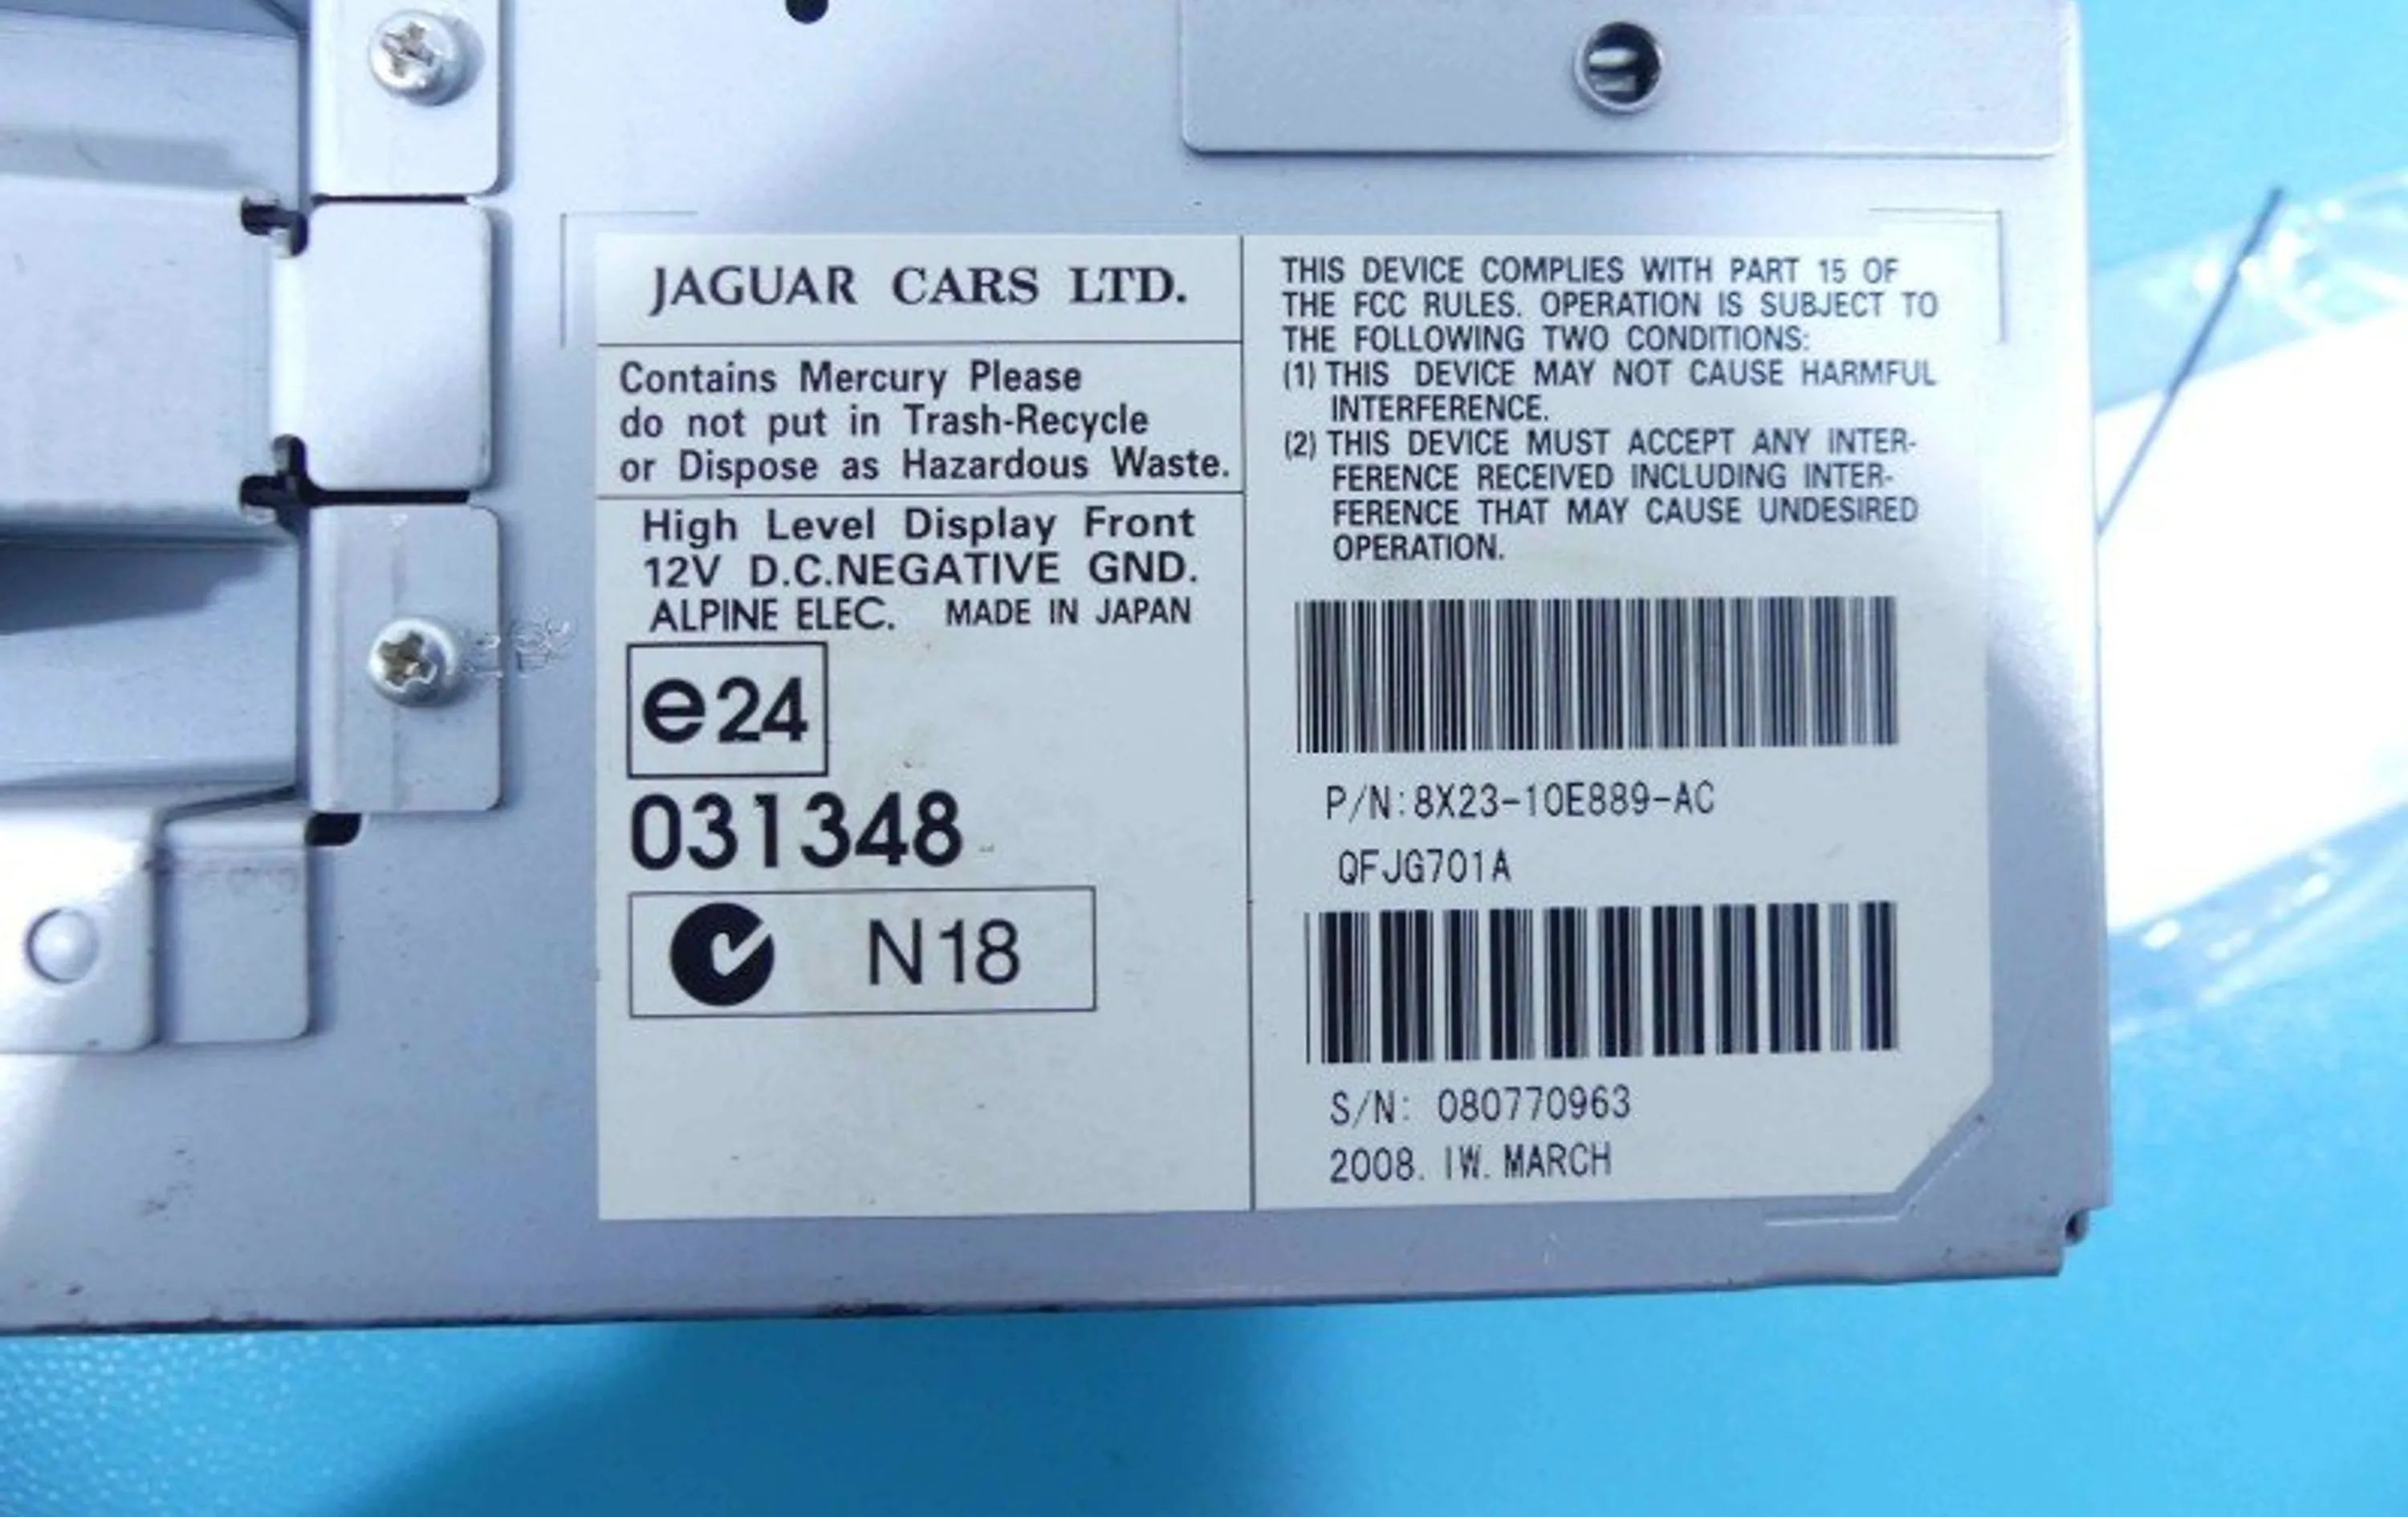 JAGUAR CARS LTD.
Contains Mercury Please
do not put in Trash-Recycle
or Dispose as Hazardous Waste.
High Level Display Front
12V D.C.NEGATIVE GND.
ALPINE ELEC. MADE IN JAPAN
e24
031348
N18
THIS DEVICE COMPLIES WITH PART 15 OF
THE FCC RULES. OPERATION IS SUBJECT TO
THE FOLLOWING TWO CONDITIONS:
(1) THIS DEVICE MAY NOT CAUSE HARMFUL
INTERFERENCE.
(2) THIS DEVICE MUST ACCEPT ANY INTER-
FERENCE RECEIVED INCLUDING INTER-
FERENCE THAT MAY CAUSE UNDESIRED
OPERATION.
P/N:8X23-10E889-AC
QFJG701A
S/N: 080770963
2008. 1W. MARCH